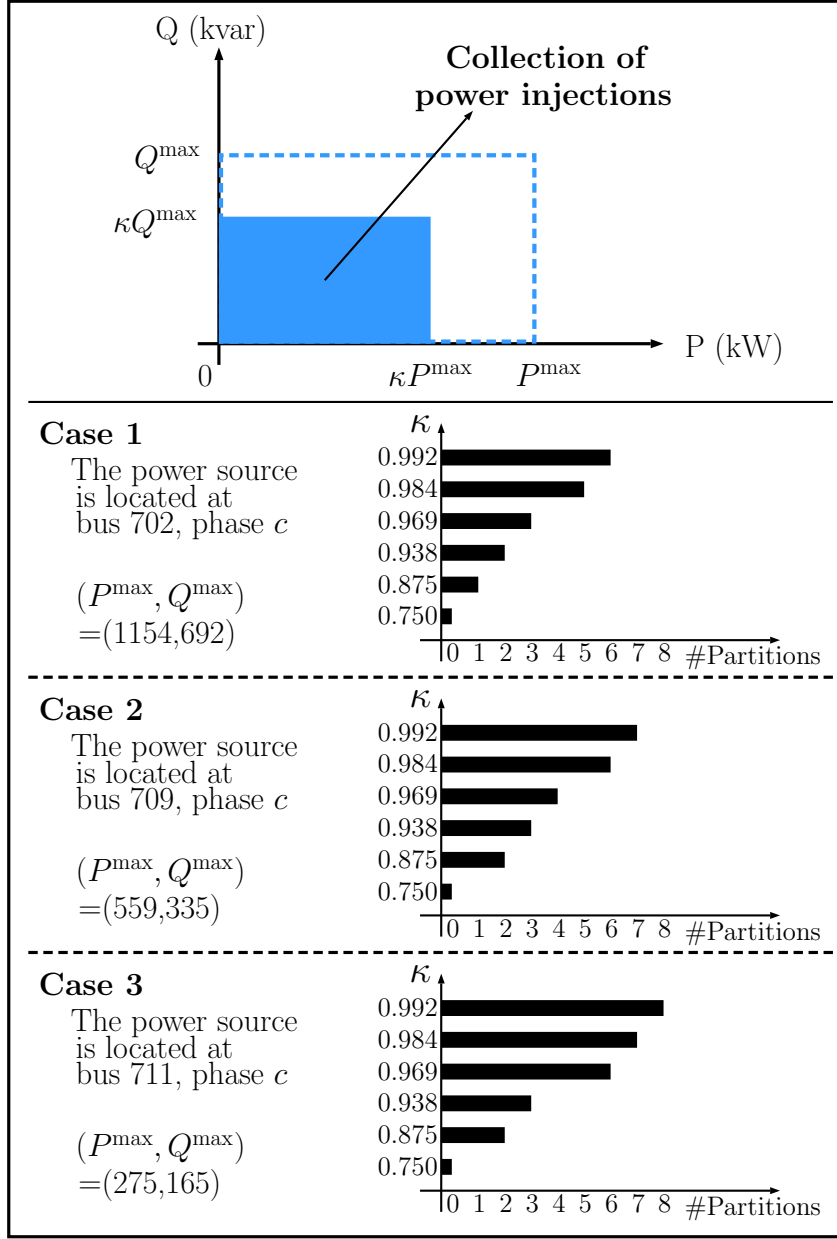 Q (kvar)
Collection of
power injections
Q^max
κQ^max
P (kW)
0
κP^max
P^max
Case 1
The power source
is located at
bus 702, phase c
(P^max, Q^max)
=(1154,692)
κ
0.992
0.984
0.969
0.938
0.875
0.750
0 1 2 3 4 5 6 7 8 #Partitions
Case 2
The power source
is located at
bus 709, phase c
(P^max, Q^max)
=(559,335)
κ
0.992
0.984
0.969
0.938
0.875
0.750
0 1 2 3 4 5 6 7 8 #Partitions
Case 3
The power source
is located at
bus 711, phase c
(P^max, Q^max)
=(275,165)
κ
0.992
0.984
0.969
0.938
0.875
0.750
0 1 2 3 4 5 6 7 8 #Partitions